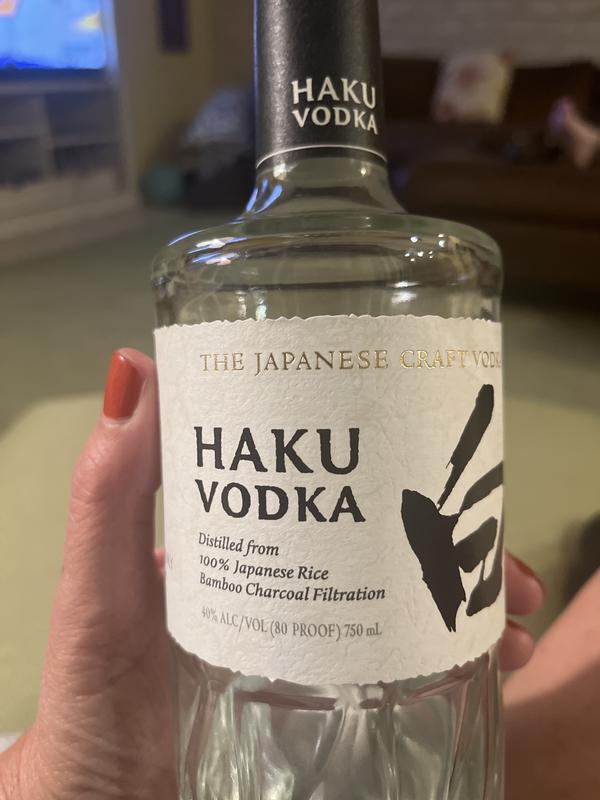 HAKU
VODKA
THE JAPANESE CRAFT VODK
HAKU
VODKA
Distilled from
100% Japanese Rice
Bamboo Charcoal Filtration
40% ALC/VOL (80 PROOF) 750 mL